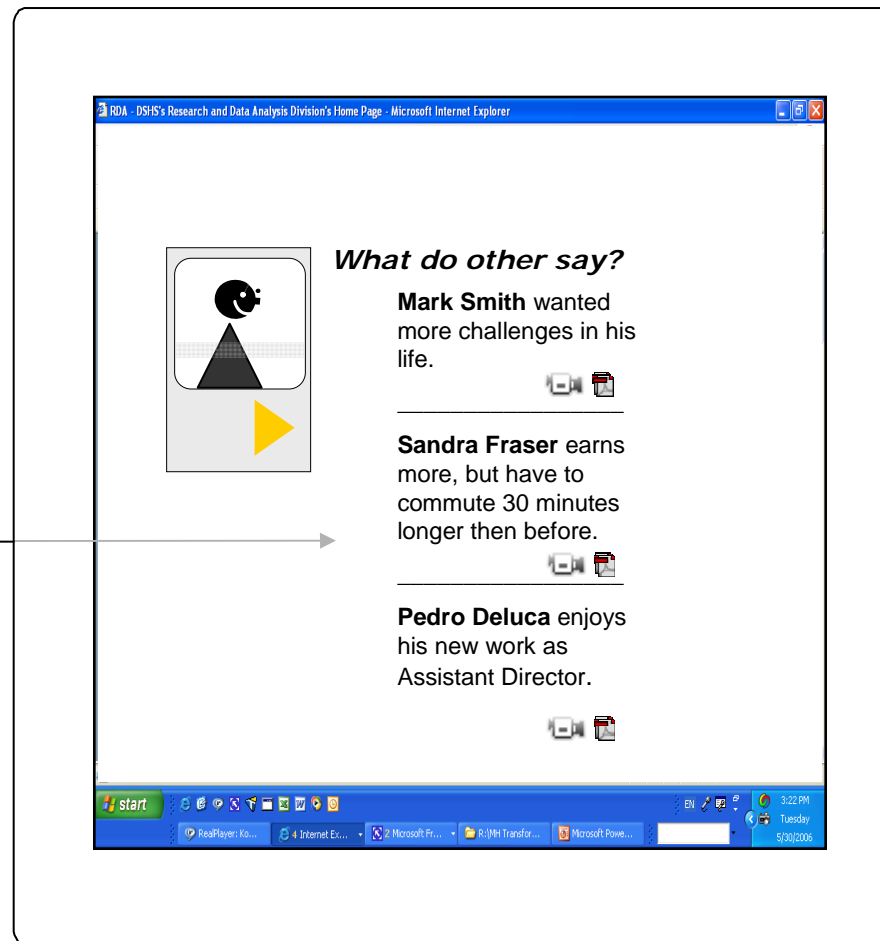 RDA - DSHS's Research and Data Analysis Division's Home Page - Microsoft Internet Explorer
What do other say?
Mark Smith wanted
more challenges in his
life.
Sandra Fraser earns
more, but have to
commute 30 minutes
longer then before.
Pedro Deluca enjoys
his new work as
Assistant Director.
start
EN
3:22 PM
Tuesday
5/30/2006
RealPlayer: Ko...
4 Internet Ex...
2 Microsoft Fr...
R:\MH Transfor...
Microsoft Powe...